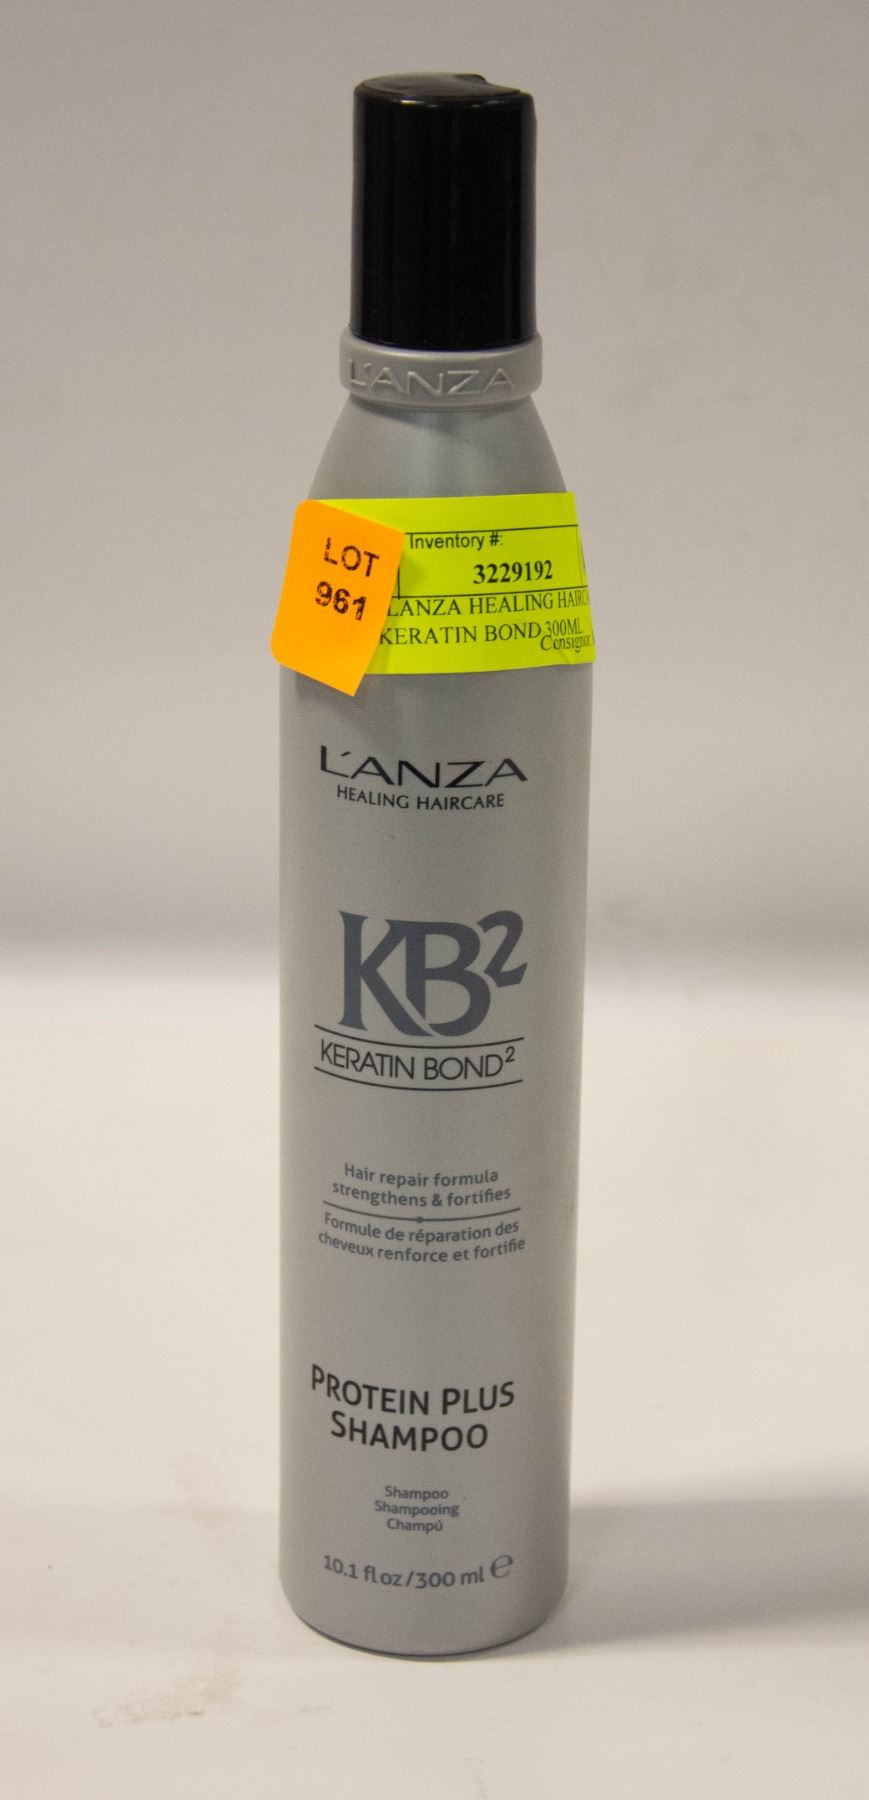 L'ANZA
LOT
961
Inventory #:
3229192
LANZA HEALING
KERATIN BOND 300ML
Consignor
L'ANZA
HEALING HAIRCARE
KB2
KERATIN BOND2
Hair repair formula
strengthens & fortifies
Formule de réparation des
cheveux renforce et fortifie
PROTEIN PLUS
SHAMPOO
Shampoo
Shampooing
Champú
10.1 fl oz/300 ml ℮